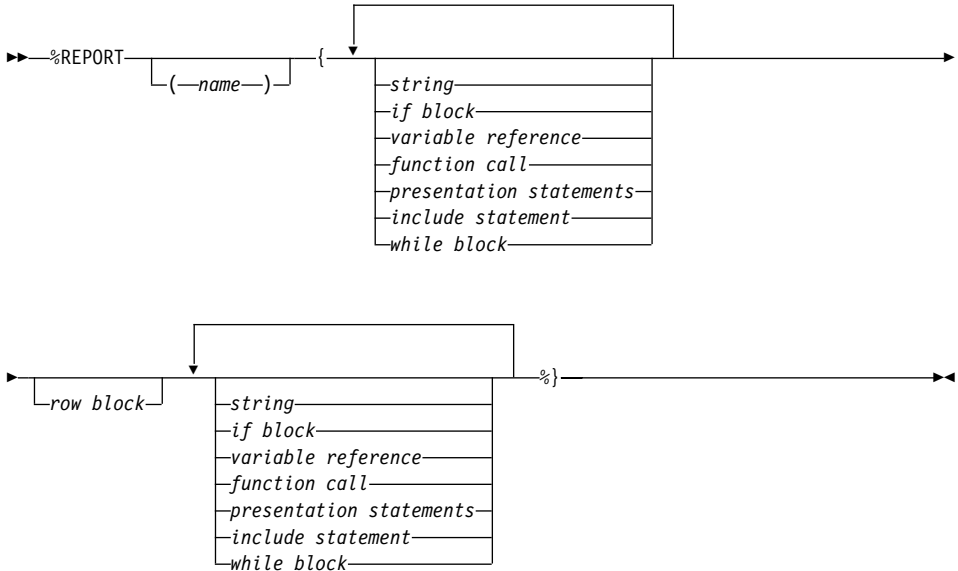 %REPORT ( name ) {
string
if block
variable reference
function call
presentation statements
include statement
while block
row block %}
string
if block
variable reference
function call
presentation statements
include statement
while block